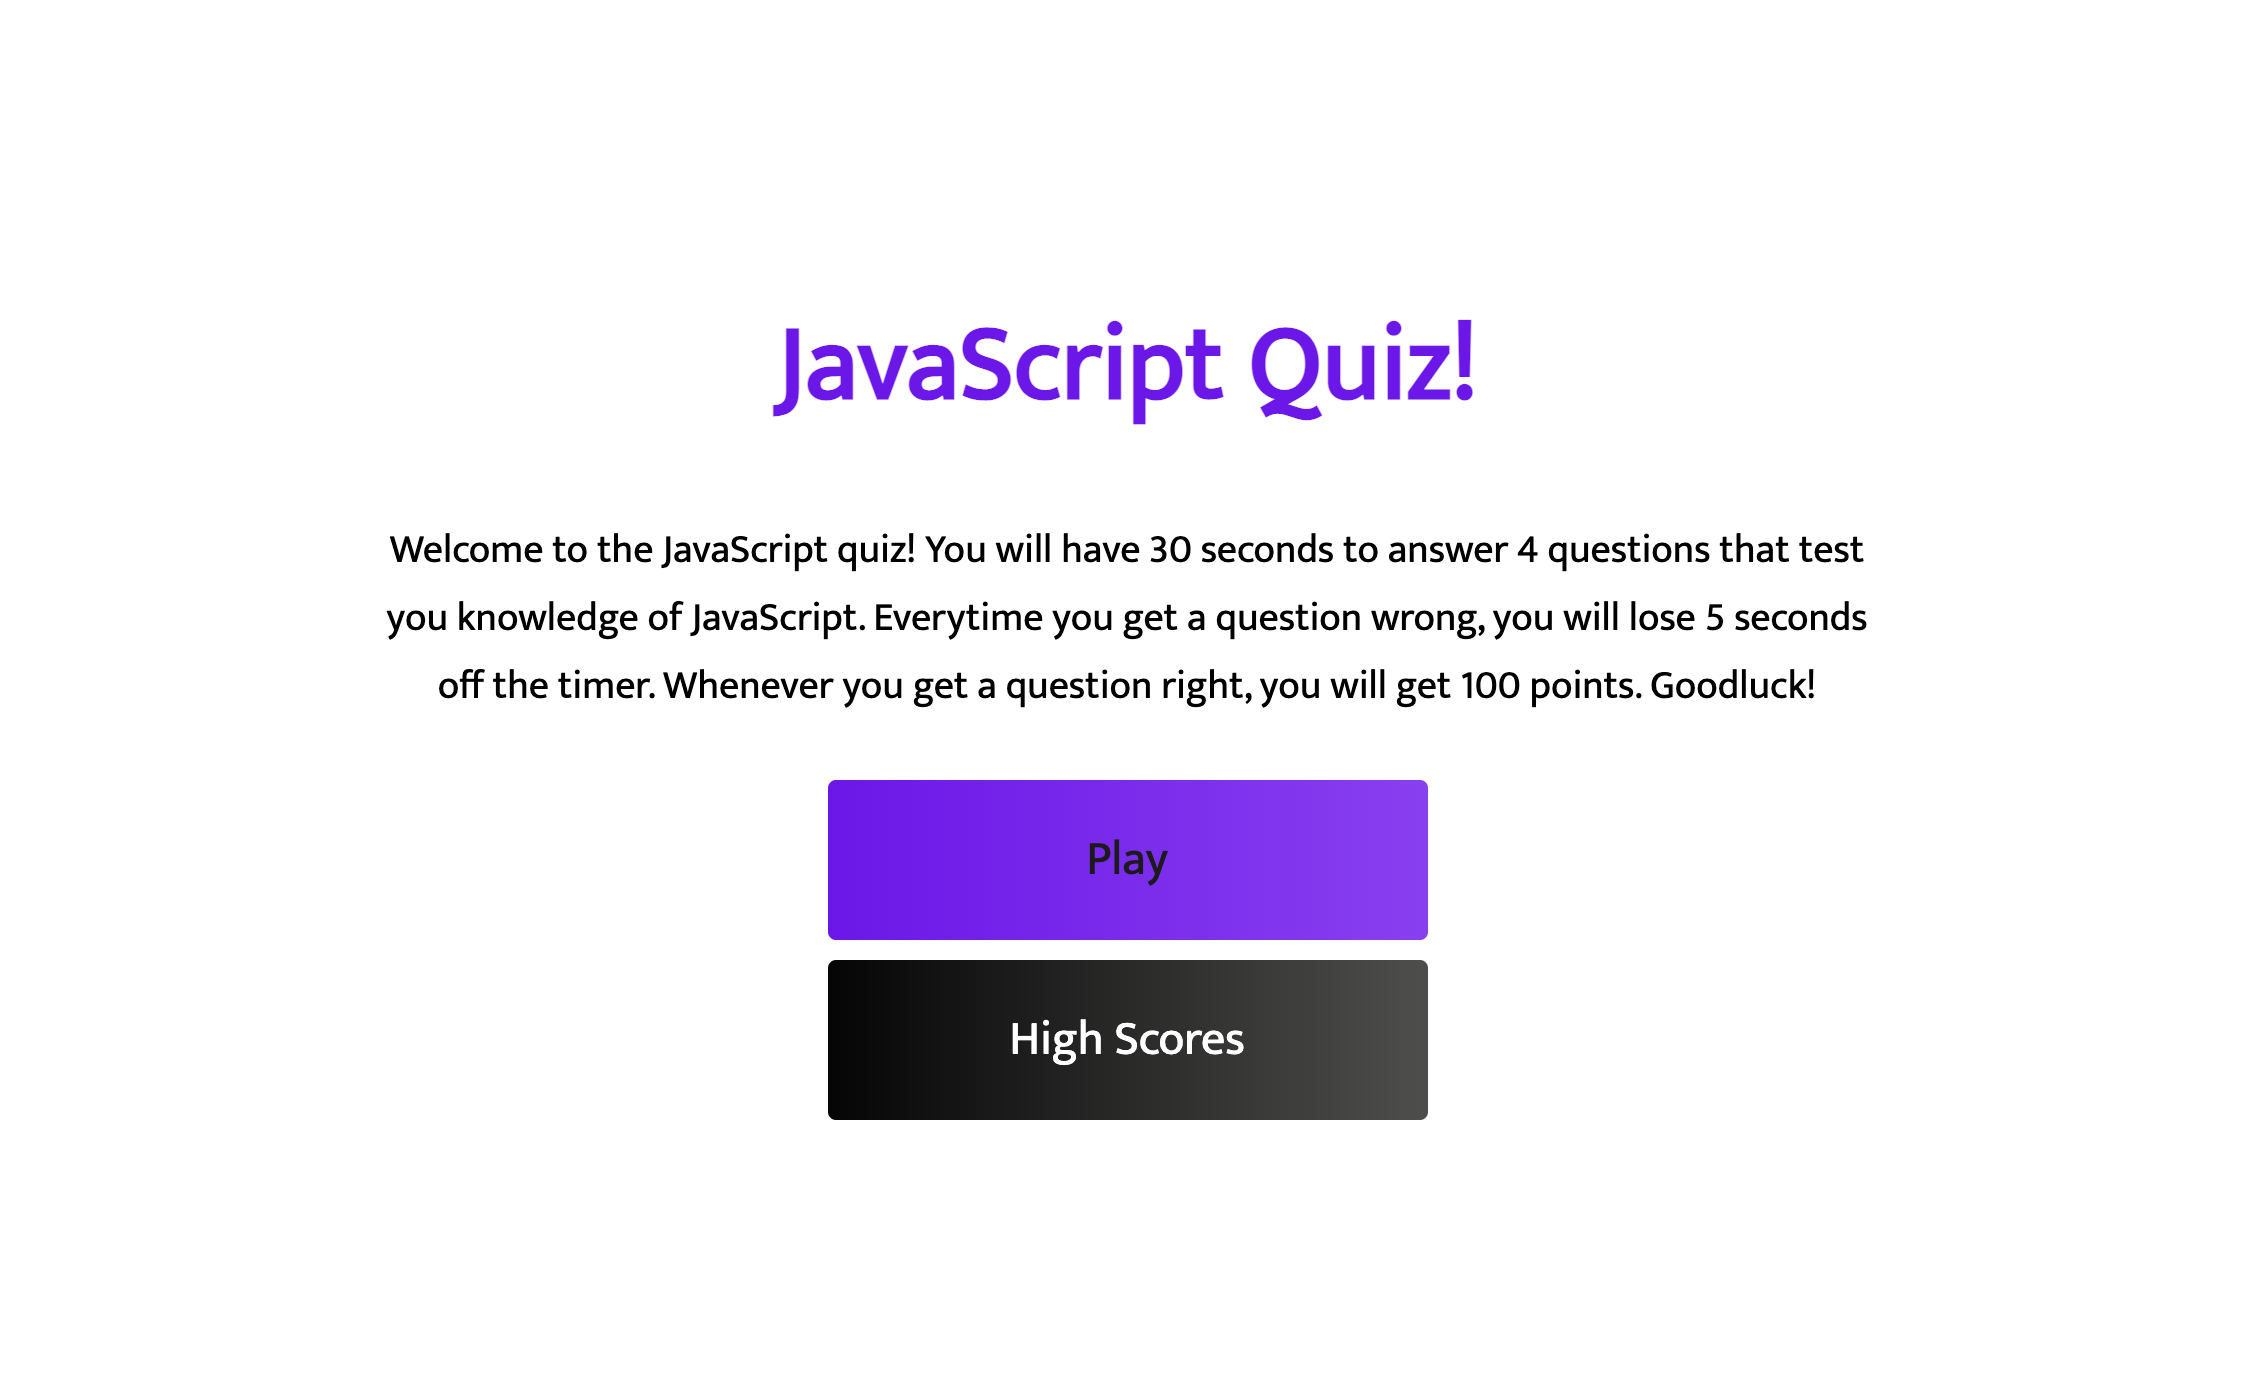 JavaScript Quiz!
Welcome to the JavaScript quiz! You will have 30 seconds to answer 4 questions that test
you knowledge of JavaScript. Everytime you get a question wrong, you will lose 5 seconds
off the timer. Whenever you get a question right, you will get 100 points. Goodluck!
Play
High Scores